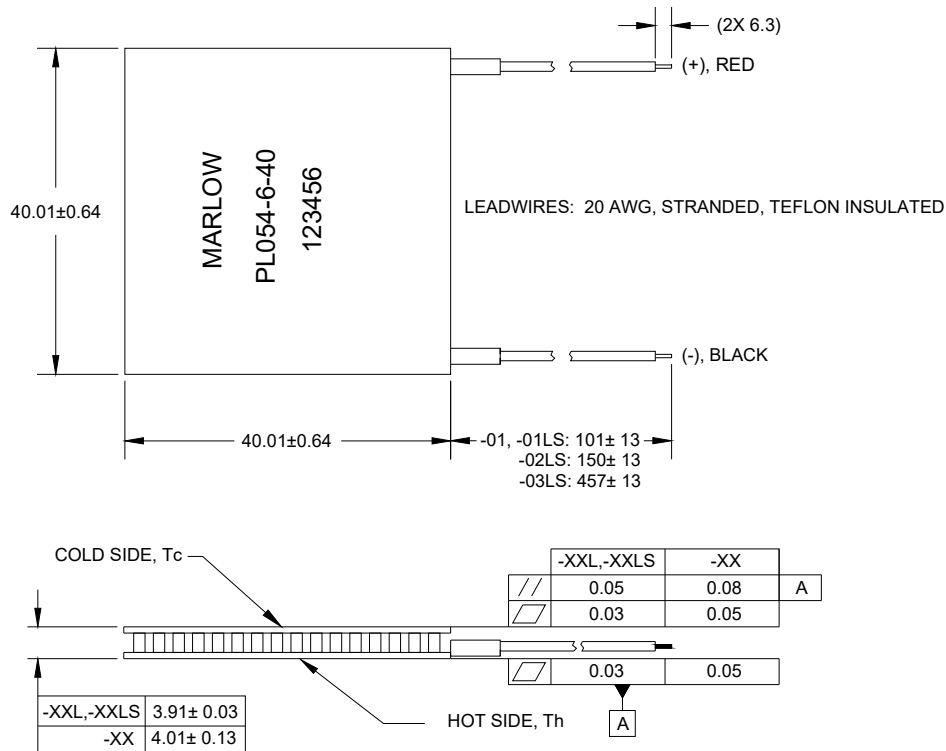 (2X 6.3)
(+), RED
MARLOW
PL054-6-40
123456
40.01±0.64
LEADWIRES: 20 AWG, STRANDED, TEFLON INSULATED
(-), BLACK
40.01±0.64
-01, -01LS: 101± 13
-02LS: 150± 13
-03LS: 457± 13
COLD SIDE, Tc
-XXL,-XXLS -XX
// 0.05 0.08 A
⏥ 0.03 0.05
⏥ 0.03 0.05
A
HOT SIDE, Th
-XXL,-XXLS 3.91± 0.03
-XX 4.01± 0.13